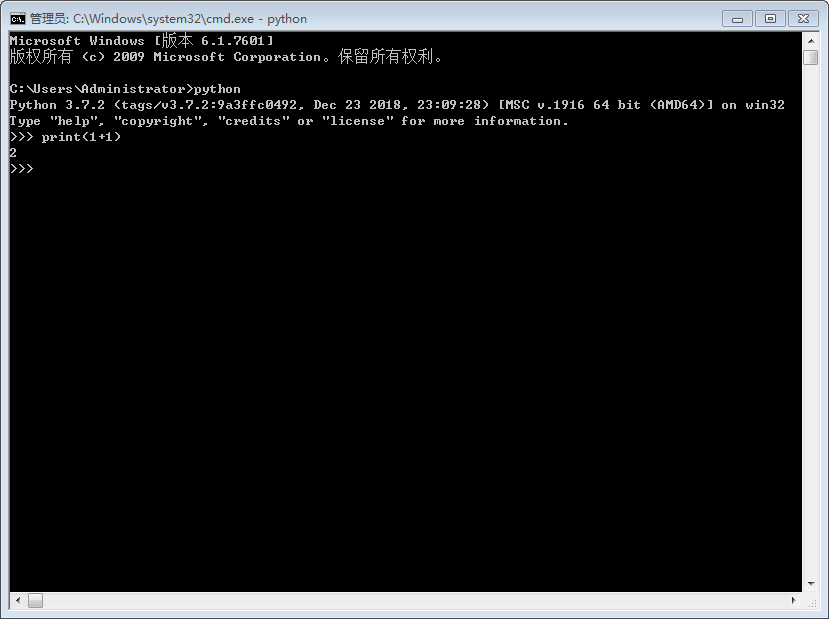 管理员: C:\Windows\system32\cmd.exe - python
Microsoft Windows [版本 6.1.7601]
版权所有 (c) 2009 Microsoft Corporation。保留所有权利。
C:\Users\Administrator>python
Python 3.7.2 (tags/v3.7.2:9a3ffc0492, Dec 23 2018, 23:09:28) [MSC v.1916 64 bit (AMD64)] on win32
Type "help", "copyright", "credits" or "license" for more information.
>>> print(1+1)
2
>>>